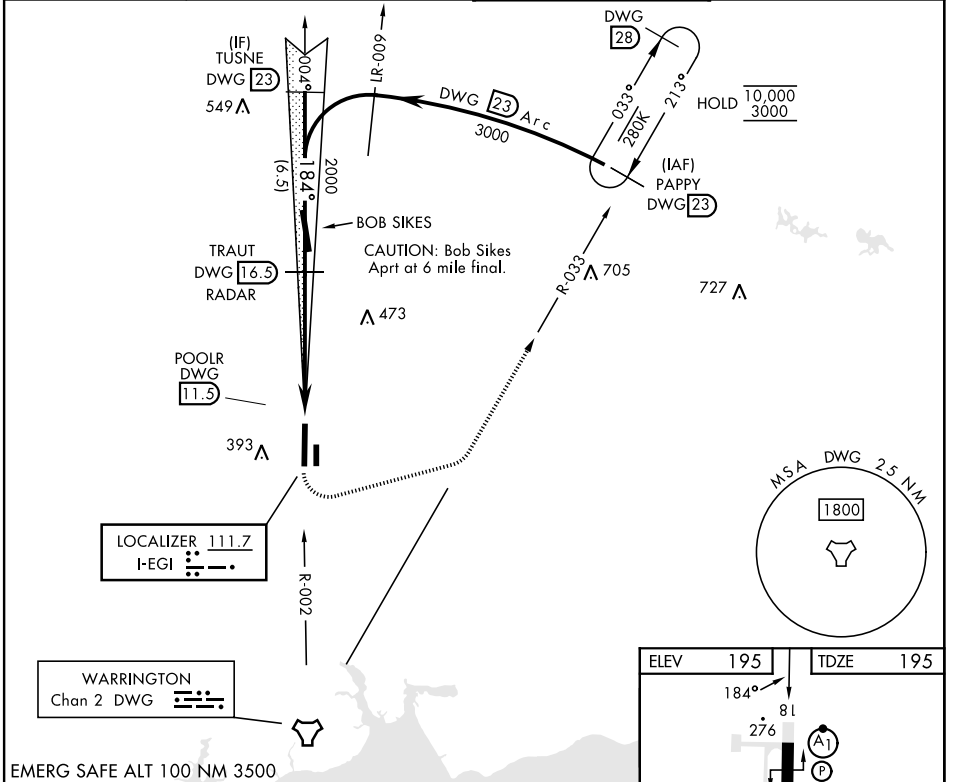 DWG
28
(IF)
TUSNE
DWG 23
549
004°
LR-009
DWG 23 Arc
3000
033°
280K
213°
HOLD 10,000
3000
(IAF)
PAPPY
DWG 23
184°
2000
(6.5)
BOB SIKES
CAUTION: Bob Sikes
Aprt at 6 mile final.
TRAUT
DWG 16.5
RADAR
R-033
705
727
473
POOLR
DWG
11.5
393
MSA DWG 25 NM
1800
LOCALIZER 111.7
I-EGI
R-002
WARRINGTON
Chan 2 DWG
EMERG SAFE ALT 100 NM 3500
ELEV 195
TDZE 195
184°
18
276
A1
P